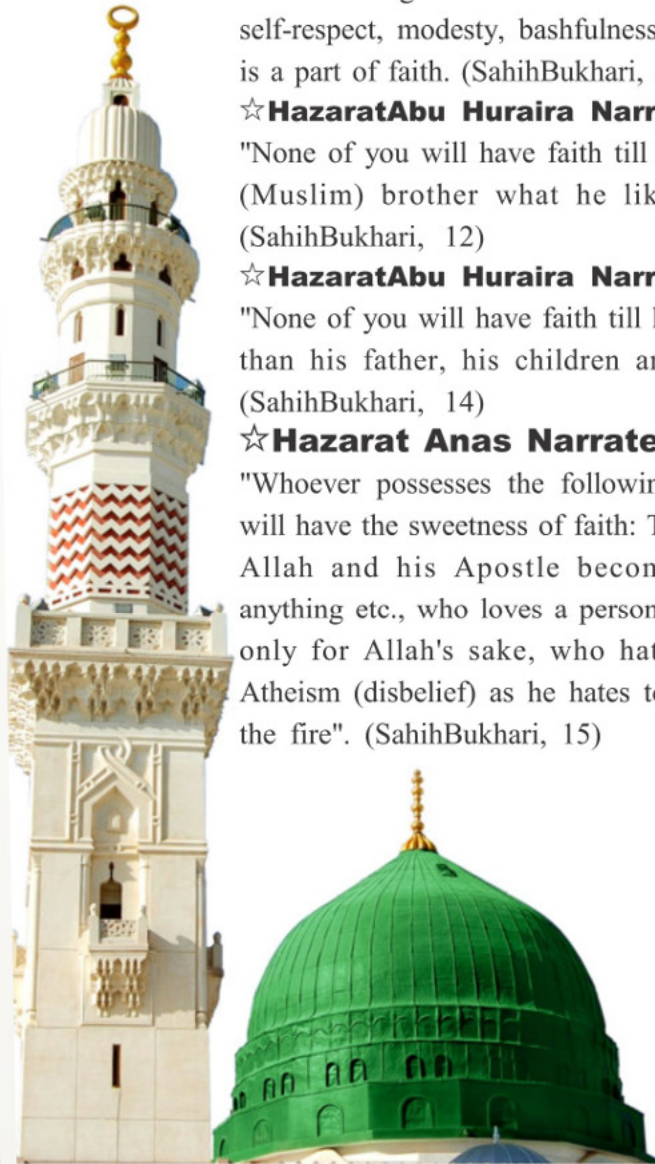 self-respect, modesty, bashfulness
is a part of faith. (SahihBukhari,
☆HazaratAbu Huraira Narr
"None of you will have faith till
(Muslim) brother what he lik
(SahihBukhari, 12)
☆HazaratAbu Huraira Narr
"None of you will have faith till
than his father, his children a
(SahihBukhari, 14)
☆Hazarat Anas Narrate
"Whoever possesses the followin
will have the sweetness of faith:
Allah and his Apostle becom
anything etc., who loves a person
only for Allah's sake, who hat
Atheism (disbelief) as he hates t
the fire". (SahihBukhari, 15)